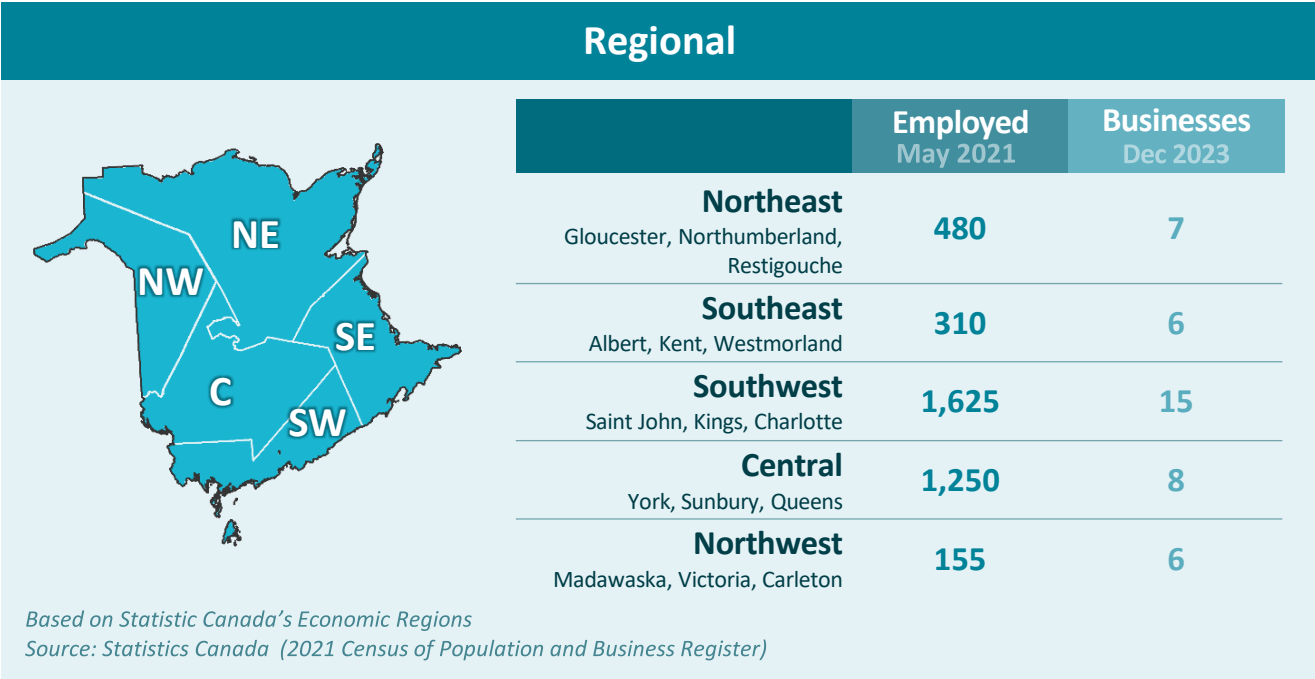 Regional
NE
NW
SE
C
SW
Employed Businesses
May 2021 Dec 2023
Northeast
Gloucester, Northumberland,
Restigouche
480 7
Southeast
Albert, Kent, Westmorland
310 6
Southwest
Saint John, Kings, Charlotte
1,625 15
Central
York, Sunbury, Queens
1,250 8
Northwest
Madawaska, Victoria, Carleton
155 6
Based on Statistic Canada’s Economic Regions
Source: Statistics Canada (2021 Census of Population and Business Register)